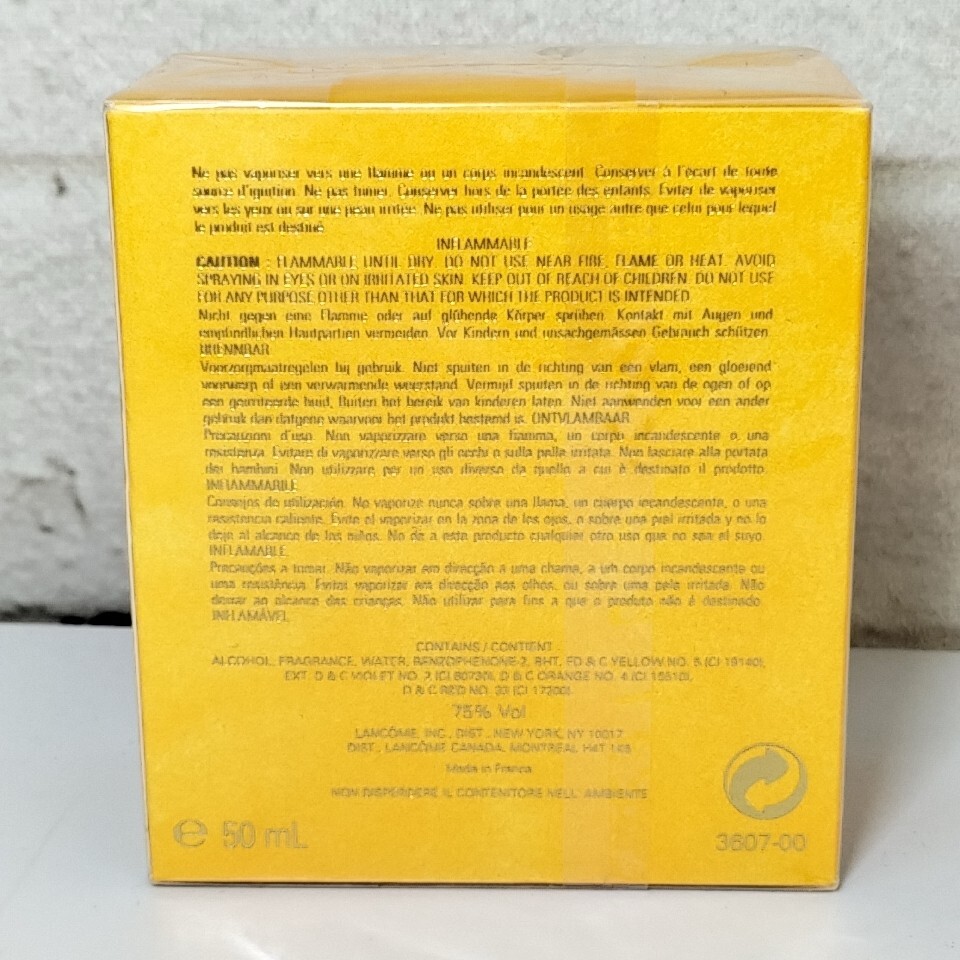 Ne pas vaporiser vers une flamme ou un corps incandescent. Conserver à l'écart de toute
source d'ignition. Ne pas fumer. Conserver hors de la portée des enfants. Eviter de vaporiser
vers les yeux ou sur une peau irritée. Ne pas utiliser pour un usage autre que celui pour lequel
le produit est destiné.
INFLAMMABLE
CAUTION : FLAMMABLE UNTIL DRY. DO NOT USE NEAR FIRE, FLAME OR HEAT. AVOID
SPRAYING IN EYES OR ON IRRITATED SKIN. KEEP OUT OF REACH OF CHILDREN. DO NOT USE
FOR ANY PURPOSE OTHER THAN THAT FOR WHICH THE PRODUCT IS INTENDED.
Nicht gegen eine Flamme oder auf glühende Körper sprühen. Kontakt mit Augen und
empfindlichen Hautpartien vermeiden. Vor Kindern und unsachgemässen Gebrauch schützen.
BRENNBAR
Voorzorgmaatregelen bij gebruik. Niet spuiten in de richting van een vlam, een gloeiend
voorwerp of een verwarmende weerstand. Vermijd spuiten in de richting van de ogen of op
een geirriteerde huid. Buiten het bereik van kinderen laten. Niet aanwenden voor een ander
gebruik dan datgene waarvoor het produkt bestemd is. ONTVLAMBAAR
Precauzioni d'uso. Non vaporizzare verso una fiamma, un corpo incandescente o una
resistenza. Evitare di vaporizzare verso gli occhi o sulla pelle irritata. Non lasciare alla portata
dei bambini. Non utilizzare per un uso diverso da quello a cui è destinato il prodotto.
INFIAMMABILE
Consejos de utilización. No vaporize nunca sobre una llama, un cuerpo incandescente, o una
resistencia caliente. Evite el vaporizar en la zona de los ojos, o sobre una piel irritada y no lo
deje al alcance de los niños. No dé a este producto cualquier otro uso que no sea el suyo.
INFLAMABLE
Precauções a tomar. Não vaporizar em direcção a uma chama, a um corpo incandescente ou
uma resistência. Evitar vaporizar em direcção aos olhos, ou sobre uma pele irritada. Não
deixar ao alcance das crianças. Não utilizar para fins a que o produto não é destinado.
INFLAMÁVEL
CONTAINS / CONTIENT
ALCOHOL, FRAGRANCE, WATER, BENZOPHENONE-2, BHT, FD & C YELLOW NO. 5 (CI 19140),
EXT. D & C VIOLET NO. 2 (CI 60730), D & C ORANGE NO. 4 (CI 15510),
D & C RED NO. 33 (CI 17200)
75% Vol
LANCÔME, INC., DIST., NEW YORK, NY 10017
DIST., LANCÔME CANADA, MONTREAL H4T
Made in France
NON DISPERDERE IL CONTENITORE NELL' AMBIENTE
e 50 mL
3607-00